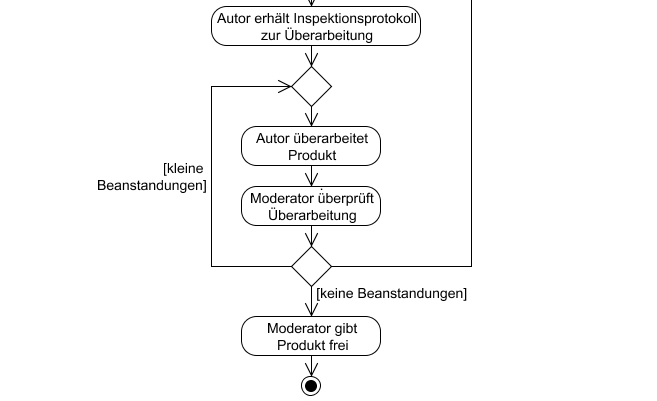 Autor erhält Inspektionsprotokoll
zur Überarbeitung
Autor überarbeitet
Produkt
[kleine
Beanstandungen]
Moderator überprüft
Überarbeitung
[keine Beanstandungen]
Moderator gibt
Produkt frei